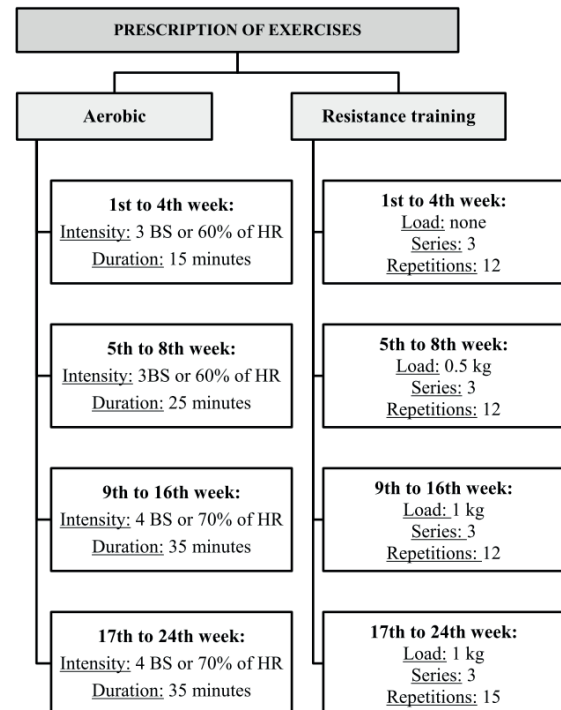 PRESCRIPTION OF EXERCISES
Aerobic
1st to 4th week:
Intensity: 3 BS or 60% of HR
Duration: 15 minutes
5th to 8th week:
Intensity: 3BS or 60% of HR
Duration: 25 minutes
9th to 16th week:
Intensity: 4 BS or 70% of HR
Duration: 35 minutes
17th to 24th week:
Intensity: 4 BS or 70% of HR
Duration: 35 minutes
Resistance training
1st to 4th week:
Load: none
Series: 3
Repetitions: 12
5th to 8th week:
Load: 0.5 kg
Series: 3
Repetitions: 12
9th to 16th week:
Load: 1 kg
Series: 3
Repetitions: 12
17th to 24th week:
Load: 1 kg
Series: 3
Repetitions: 15